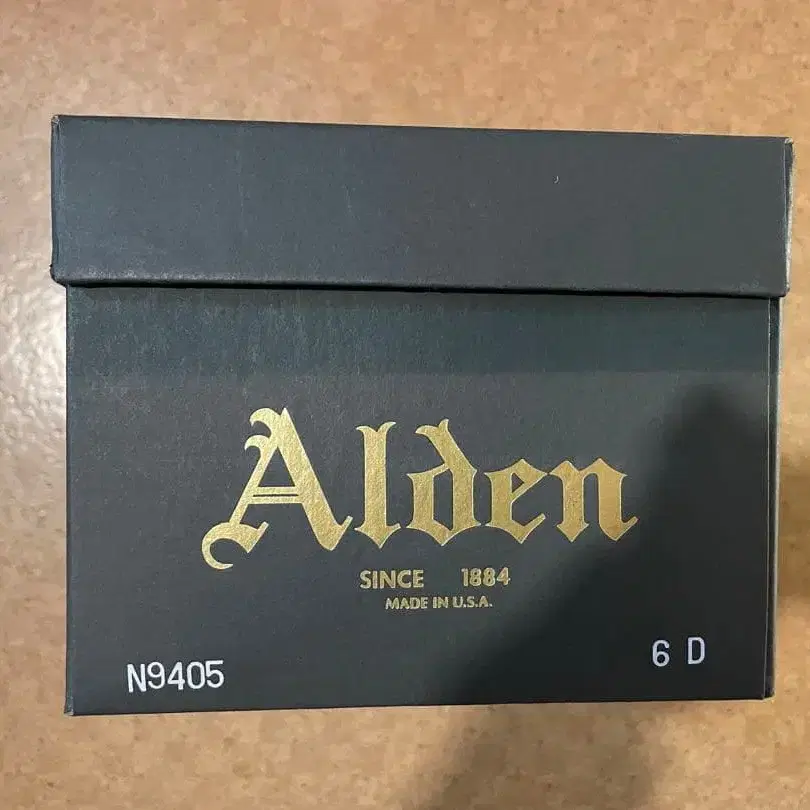 Alden
SINCE 1884
MADE IN U.S.A.
N9405 6 D